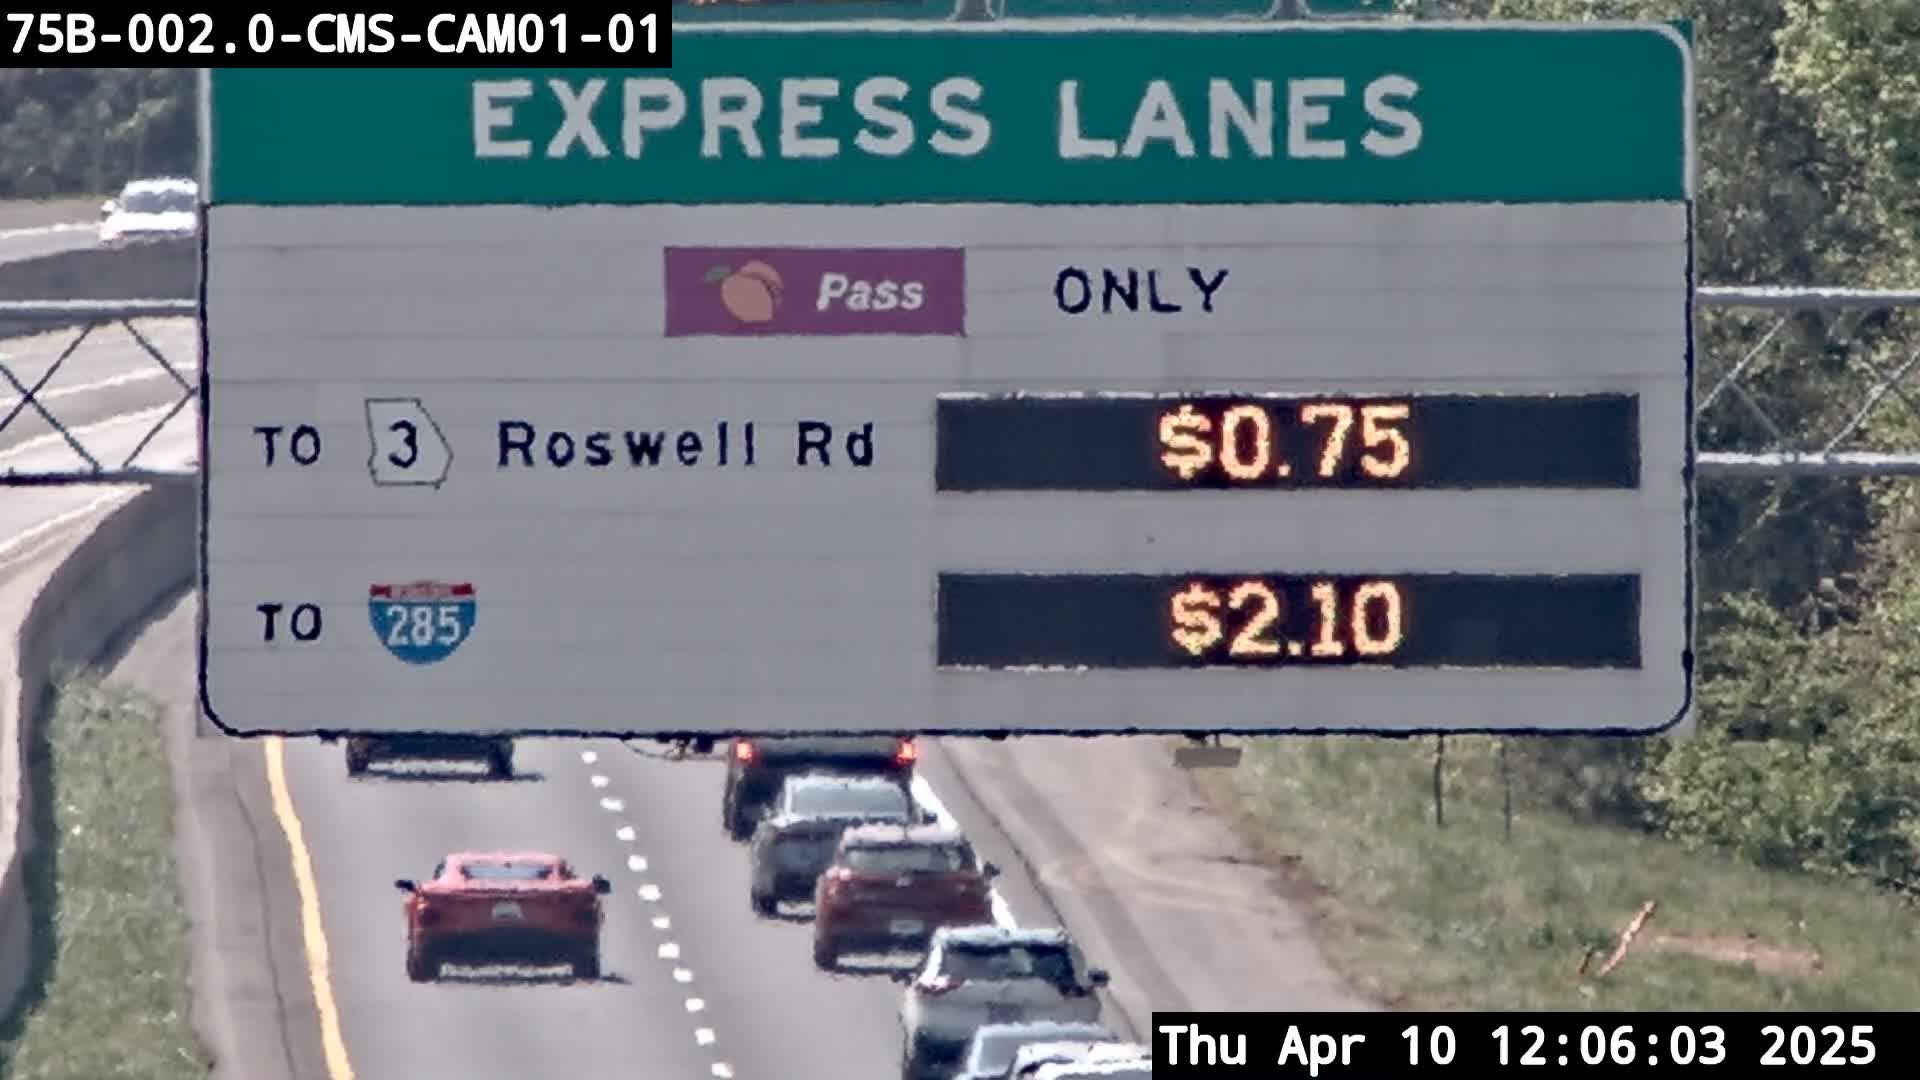 75B-002.0-CMS-CAM01-01
EXPRESS LANES
Pass ONLY
TO 3 Roswell Rd $0.75
TO 285 $2.10
Thu Apr 10 12:06:03 2025